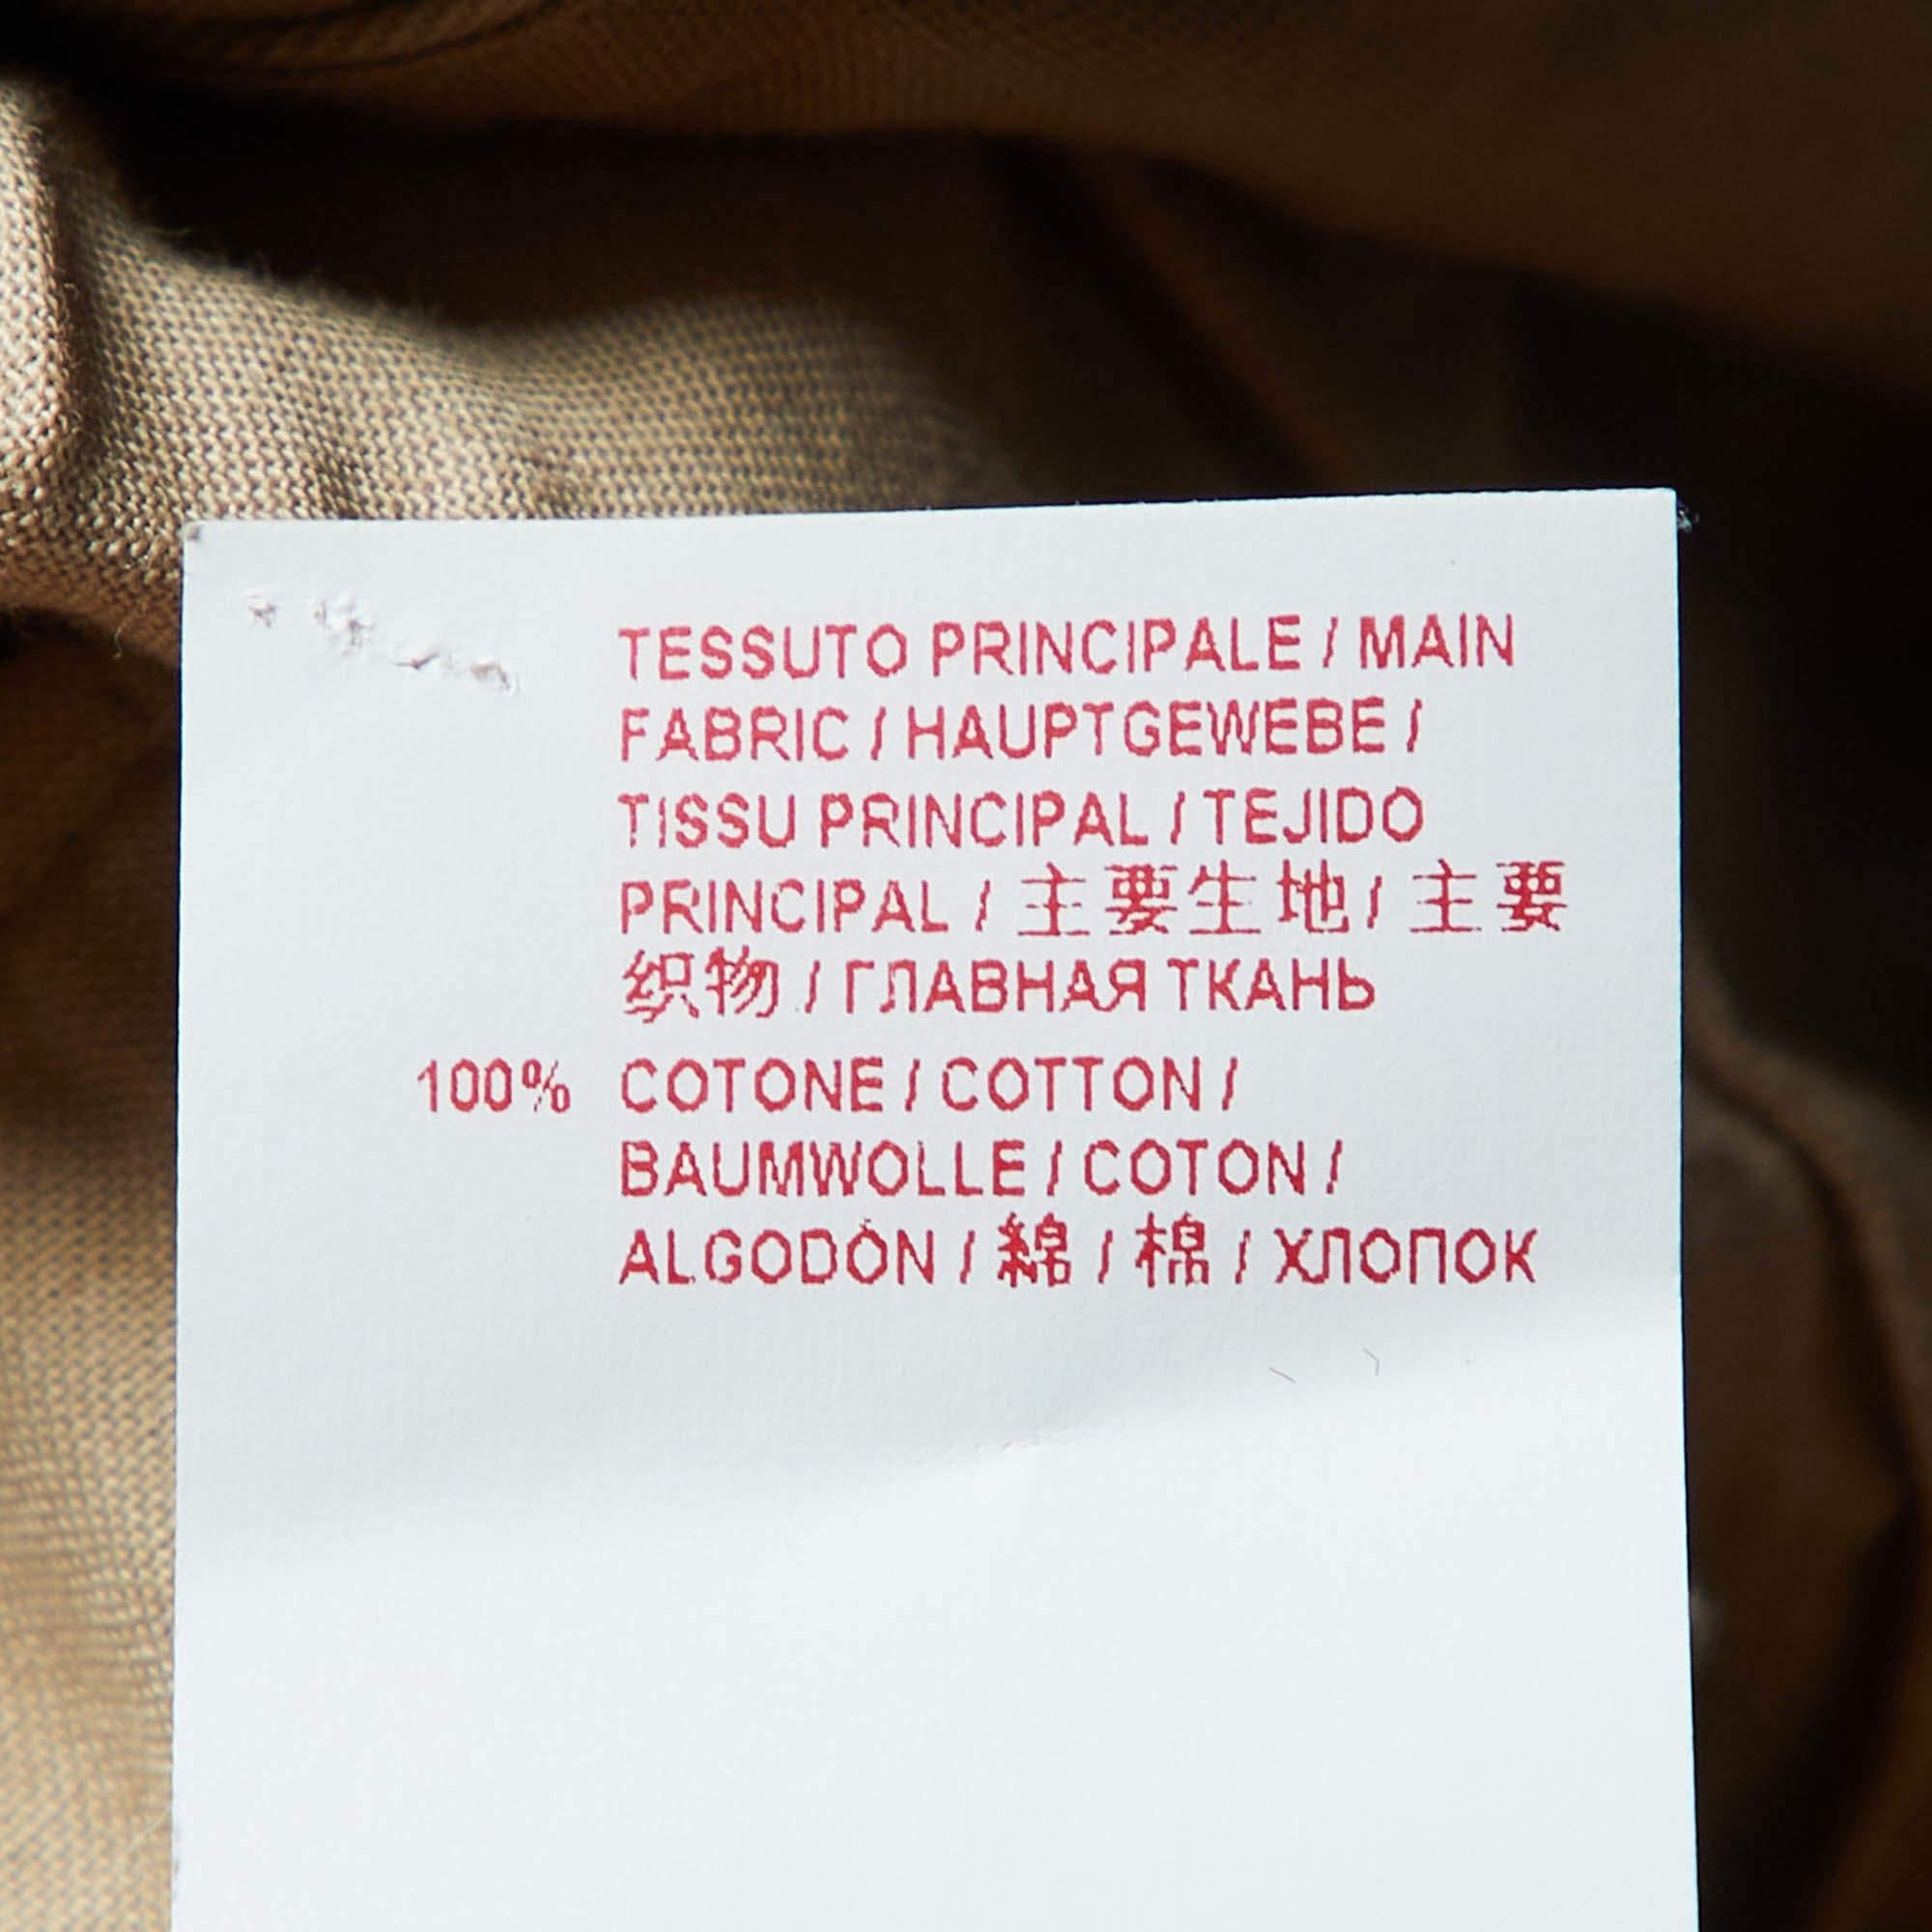 TESSUTO PRINCIPALE / MAIN
FABRIC / HAUPTGEWEBE /
TISSU PRINCIPAL / TEJIDO
PRINCIPAL / 主要生地 / 主要
织物 / ГЛАВНАЯ ТКАНЬ
100% COTONE / COTTON /
BAUMWOLLE / COTON /
ALGODÓN / 綿 / 棉 / ХЛОПОК